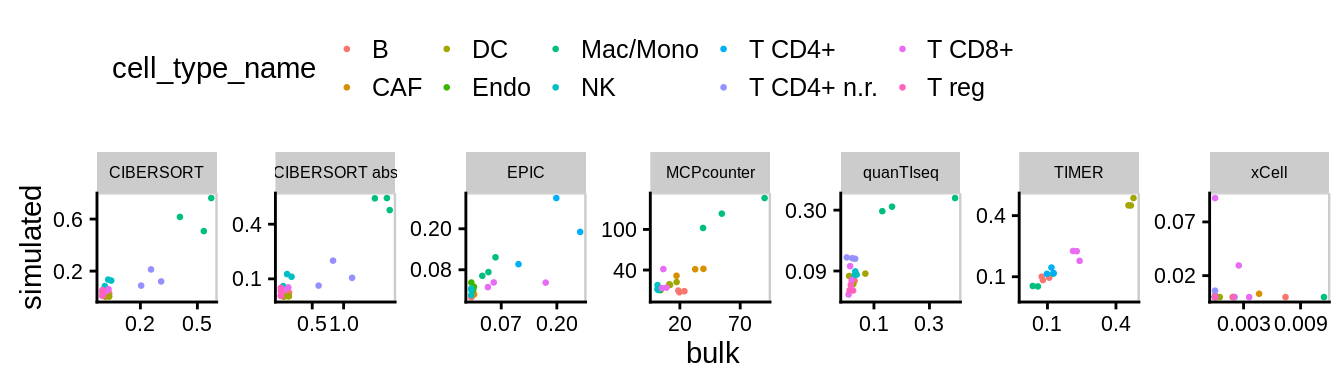 cell_type_name
B
DC
Mac/Mono
T CD4+
T CD8+
CAF
Endo
NK
T CD4+ n.r.
T reg
CIBERSORT
CIBERSORT abs
EPIC
MCPcounter
quanTIseq
TIMER
xCell
simulated
0.6
0.2
0.4
0.1
0.20
0.08
100
40
0.30
0.09
0.4
0.1
0.07
0.02
0.2
0.5
0.5
1.0
0.07
0.20
20
70
0.1
0.3
0.1
0.4
0.003
0.009
bulk